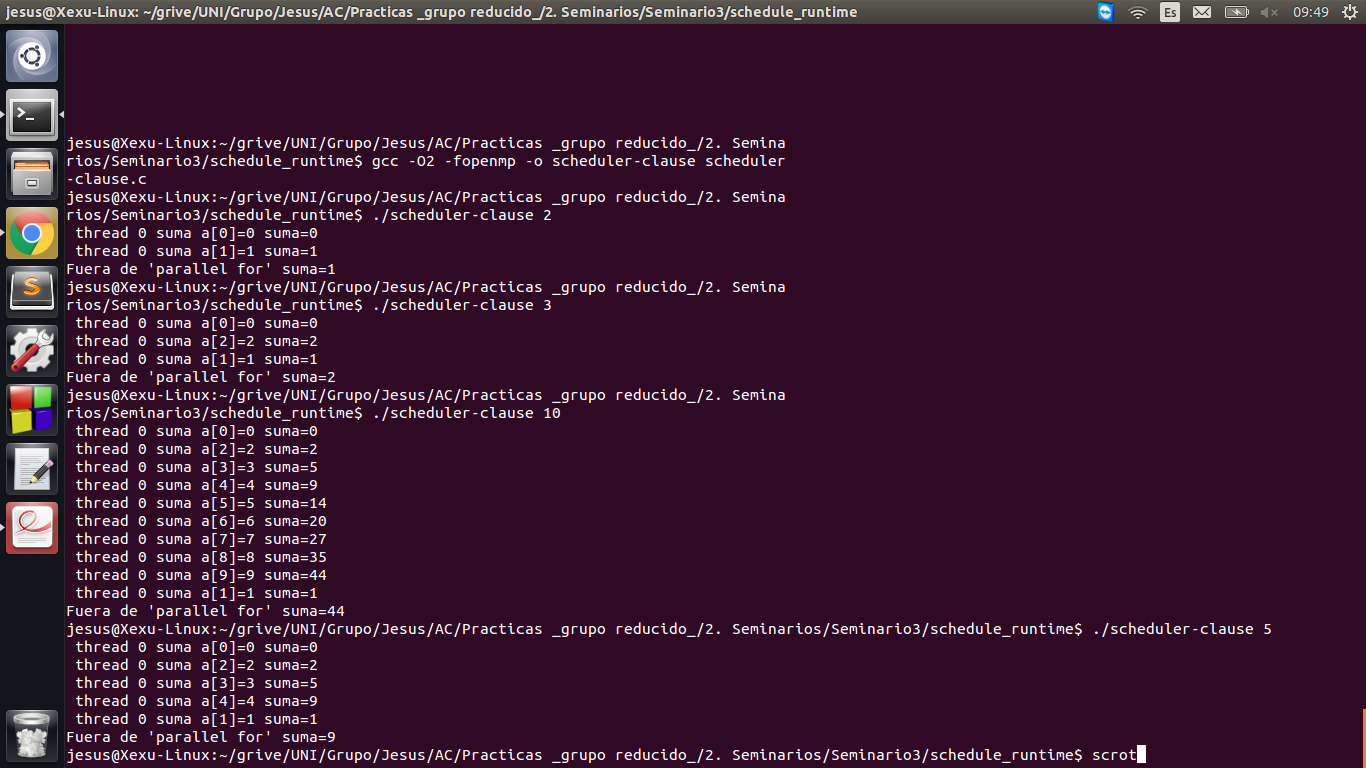 jesus@Xexu-Linux: ~/grive/UNI/Grupo/Jesus/AC/Practicas _grupo reducido_/2. Seminarios/Seminario3/schedule_runtime
Es
09:49
jesus@Xexu-Linux:~/grive/UNI/Grupo/Jesus/AC/Practicas _grupo reducido_/2. Semina
rios/Seminario3/schedule_runtime$ gcc -O2 -fopenmp -o scheduler-clause scheduler
-clause.c
jesus@Xexu-Linux:~/grive/UNI/Grupo/Jesus/AC/Practicas _grupo reducido_/2. Semina
rios/Seminario3/schedule_runtime$ ./scheduler-clause 2
thread 0 suma a[0]=0 suma=0
thread 0 suma a[1]=1 suma=1
Fuera de 'parallel for' suma=1
jesus@Xexu-Linux:~/grive/UNI/Grupo/Jesus/AC/Practicas _grupo reducido_/2. Semina
rios/Seminario3/schedule_runtime$ ./scheduler-clause 3
thread 0 suma a[0]=0 suma=0
thread 0 suma a[2]=2 suma=2
thread 0 suma a[1]=1 suma=1
Fuera de 'parallel for' suma=2
jesus@Xexu-Linux:~/grive/UNI/Grupo/Jesus/AC/Practicas _grupo reducido_/2. Semina
rios/Seminario3/schedule_runtime$ ./scheduler-clause 10
thread 0 suma a[0]=0 suma=0
thread 0 suma a[2]=2 suma=2
thread 0 suma a[3]=3 suma=5
thread 0 suma a[4]=4 suma=9
thread 0 suma a[5]=5 suma=14
thread 0 suma a[6]=6 suma=20
thread 0 suma a[7]=7 suma=27
thread 0 suma a[8]=8 suma=35
thread 0 suma a[9]=9 suma=44
thread 0 suma a[1]=1 suma=1
Fuera de 'parallel for' suma=44
jesus@Xexu-Linux:~/grive/UNI/Grupo/Jesus/AC/Practicas _grupo reducido_/2. Seminarios/Seminario3/schedule_runtime$ ./scheduler-clause 5
thread 0 suma a[0]=0 suma=0
thread 0 suma a[2]=2 suma=2
thread 0 suma a[3]=3 suma=5
thread 0 suma a[4]=4 suma=9
thread 0 suma a[1]=1 suma=1
Fuera de 'parallel for' suma=9
jesus@Xexu-Linux:~/grive/UNI/Grupo/Jesus/AC/Practicas _grupo reducido_/2. Seminarios/Seminario3/schedule_runtime$ scrot